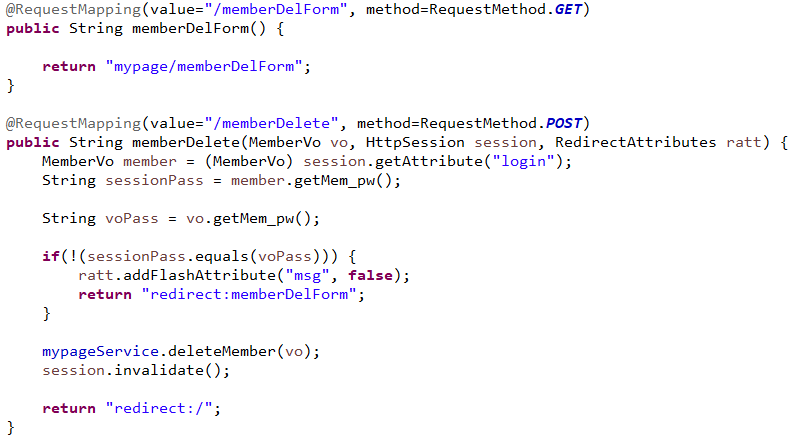 @RequestMapping(value="/memberDelForm", method=RequestMethod.GET)
public String memberDelForm() {
return "mypage/memberDelForm";
}
@RequestMapping(value="/memberDelete", method=RequestMethod.POST)
public String memberDelete(MemberVo vo, HttpSession session, RedirectAttributes ratt) {
MemberVo member = (MemberVo) session.getAttribute("login");
String sessionPass = member.getMem_pw();
String voPass = vo.getMem_pw();
if(!(sessionPass.equals(voPass))) {
ratt.addFlashAttribute("msg", false);
return "redirect:memberDelForm";
}
mypageService.deleteMember(vo);
session.invalidate();
return "redirect:/";
}